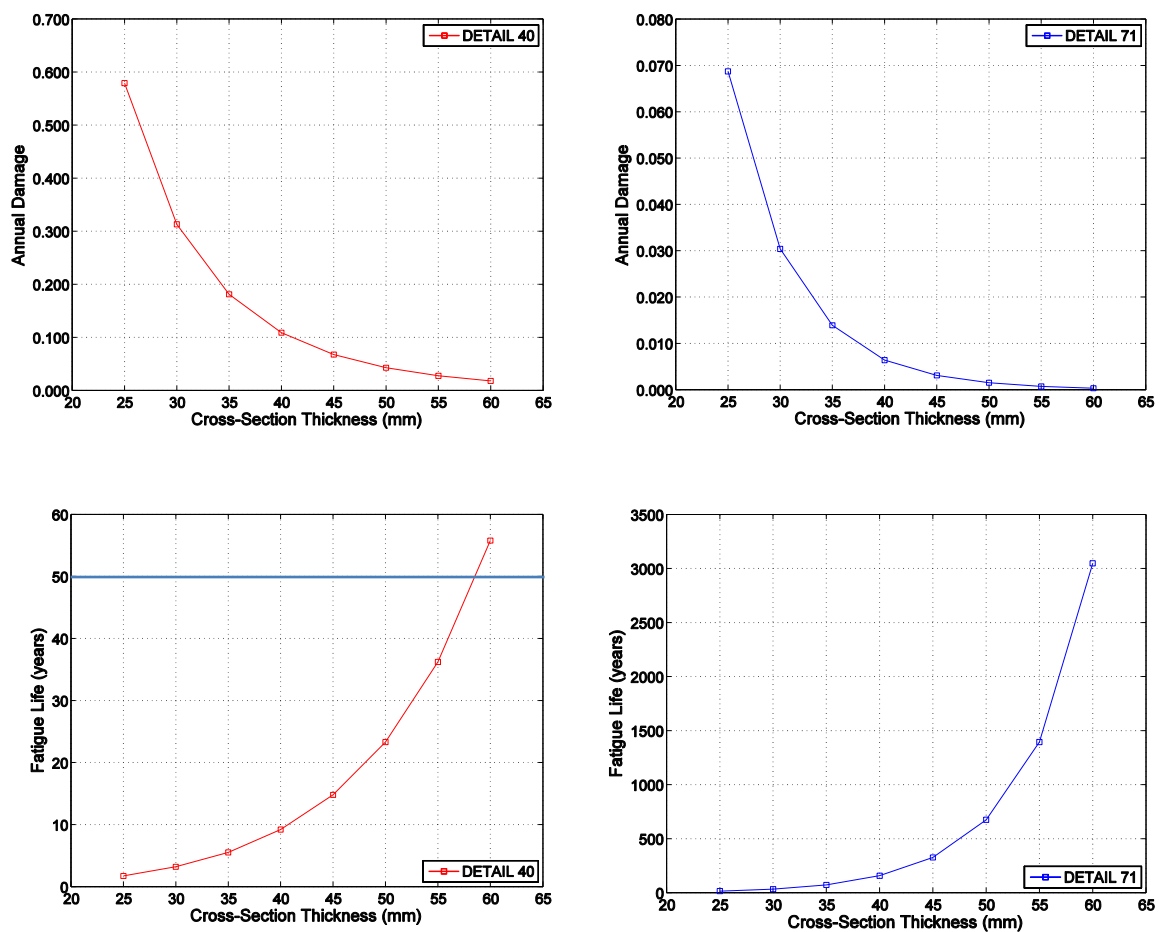 0.700
0.600
0.500
0.400
0.300
0.200
0.100
0.000
Annual Damage
DETAIL 40
20 25 30 35 40 45 50 55 60 65
Cross-Section Thickness (mm)
0.080
0.070
0.060
0.050
0.040
0.030
0.020
0.010
0.000
Annual Damage
DETAIL 71
20 25 30 35 40 45 50 55 60 65
Cross-Section Thickness (mm)
60
50
40
30
20
10
0
Fatigue Life (years)
DETAIL 40
20 25 30 35 40 45 50 55 60 65
Cross-Section Thickness (mm)
3500
3000
2500
2000
1500
1000
500
0
Fatigue Life (years)
DETAIL 71
20 25 30 35 40 45 50 55 60 65
Cross-Section Thickness (mm)